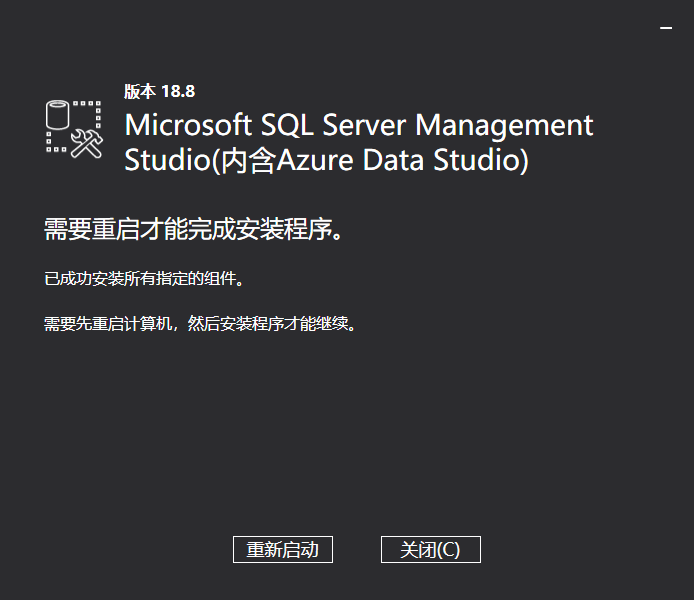 版本 18.8
Microsoft SQL Server Management
Studio(内含Azure Data Studio)
需要重启才能完成安装程序。
已成功安装所有指定的组件。
需要先重启计算机，然后安装程序才能继续。
重新启动
关闭(C)